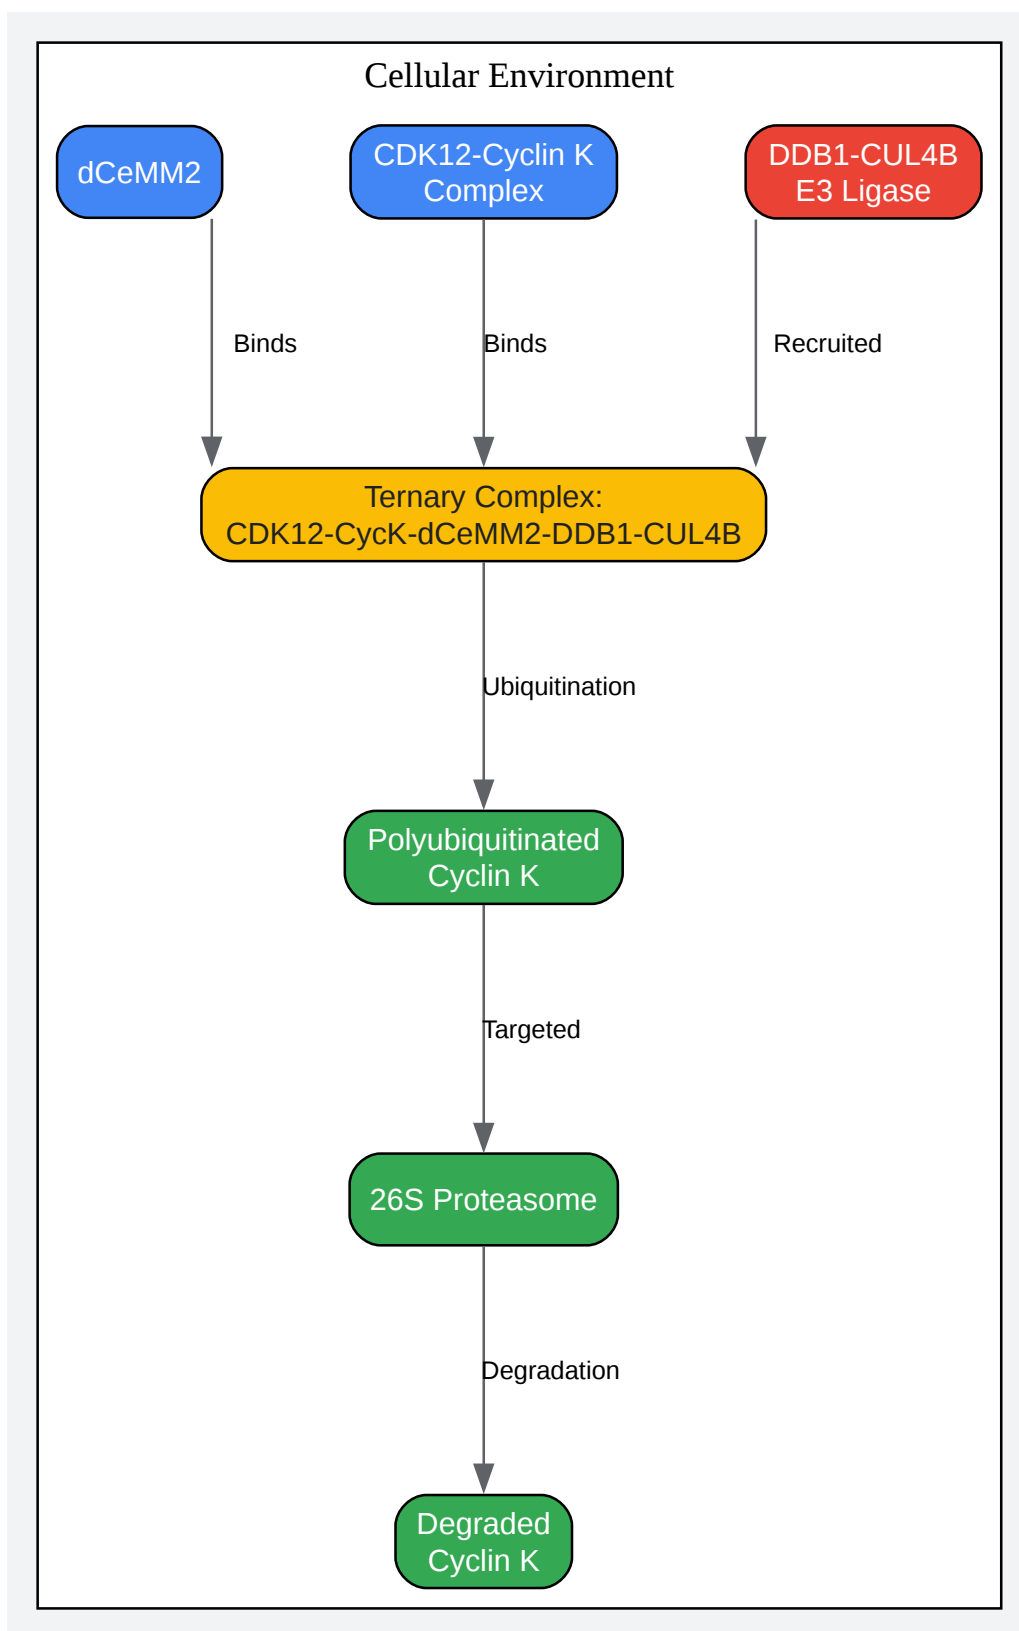 Cellular Environment
dCeMM2
CDK12-Cyclin K
Complex
DDB1-CUL4B
E3 Ligase
Binds
Binds
Recruited
Ternary Complex:
CDK12-CycK-dCeMM2-DDB1-CUL4B
Ubiquitination
Polyubiquitinated
Cyclin K
Targeted
26S Proteasome
Degradation
Degraded
Cyclin K